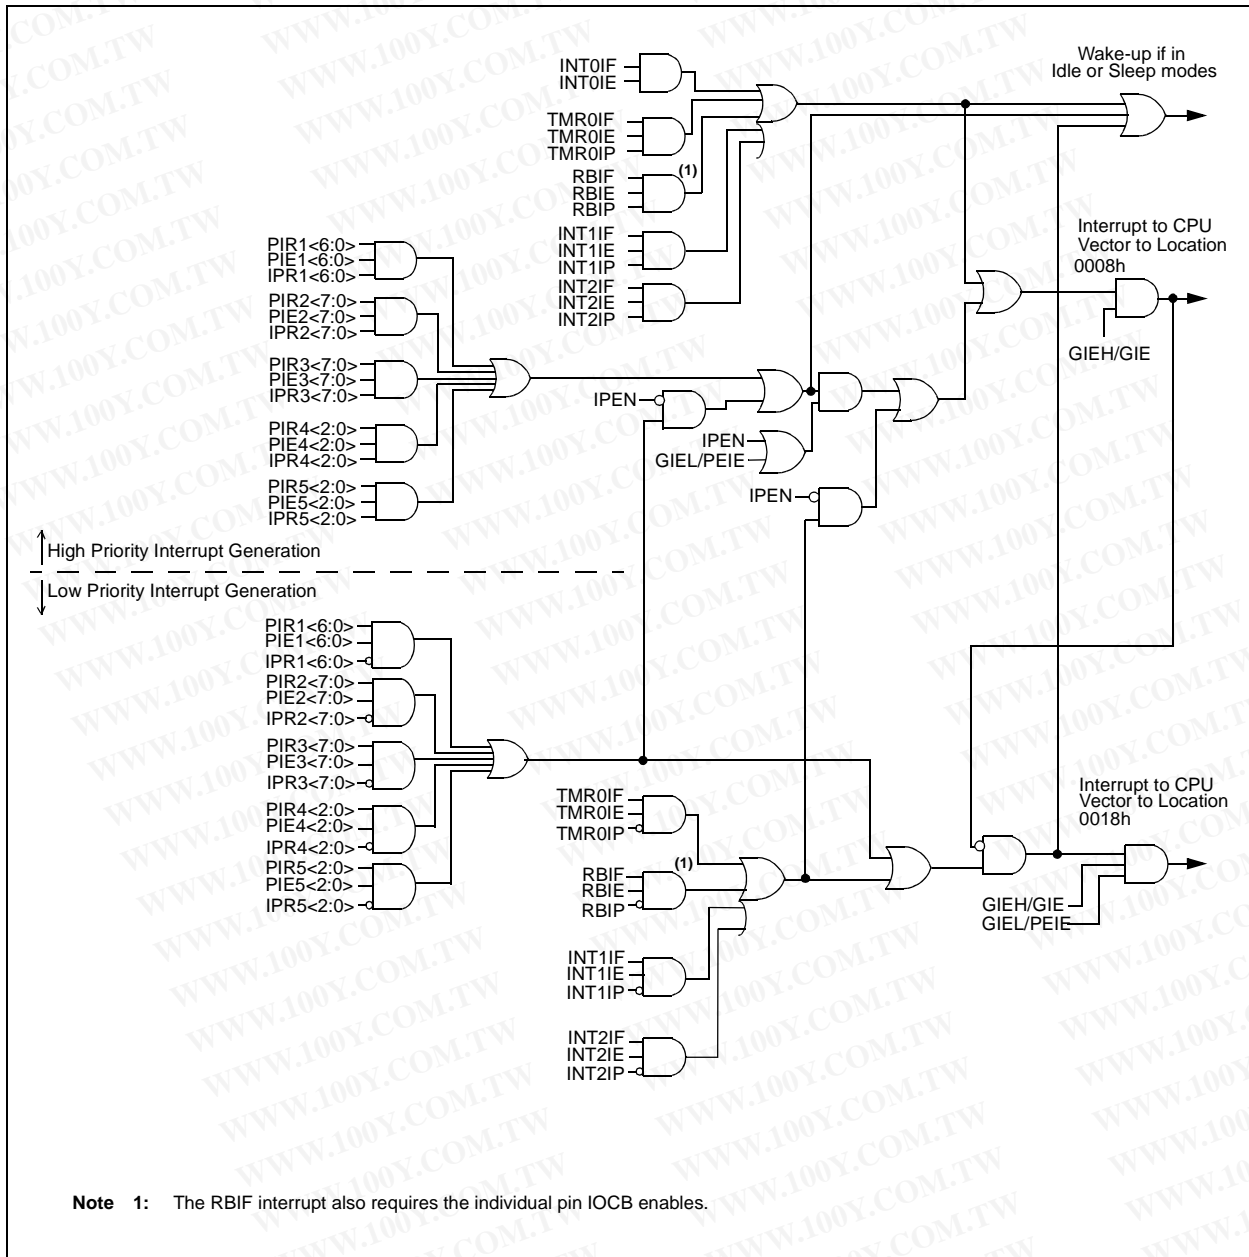 Wake-up if in
Idle or Sleep modes
INT0IF
INT0IE
TMR0IF
TMR0IE
TMR0IP
(1)
RBIF
RBIE
RBIP
INT1IF
INT1IE
INT1IP
INT2IF
INT2IE
INT2IP
Interrupt to CPU
Vector to Location
0008h
GIEH/GIE
PIR1<6:0>
PIE1<6:0>
IPR1<6:0>
PIR2<7:0>
PIE2<7:0>
IPR2<7:0>
PIR3<7:0>
PIE3<7:0>
IPR3<7:0>
PIR4<2:0>
PIE4<2:0>
IPR4<2:0>
PIR5<2:0>
PIE5<2:0>
IPR5<2:0>
IPEN
IPEN
GIEL/PEIE
IPEN
High Priority Interrupt Generation
Low Priority Interrupt Generation
PIR1<6:0>
PIE1<6:0>
IPR1<6:0>
PIR2<7:0>
PIE2<7:0>
IPR2<7:0>
PIR3<7:0>
PIE3<7:0>
IPR3<7:0>
PIR4<2:0>
PIE4<2:0>
IPR4<2:0>
PIR5<2:0>
PIE5<2:0>
IPR5<2:0>
TMR0IF
TMR0IE
TMR0IP
(1)
RBIF
RBIE
RBIP
INT1IF
INT1IE
INT1IP
INT2IF
INT2IE
INT2IP
Interrupt to CPU
Vector to Location
0018h
GIEH/GIE
GIEL/PEIE
Note 1: The RBIF interrupt also requires the individual pin IOCB enables.
WWW.100Y.COM.TW